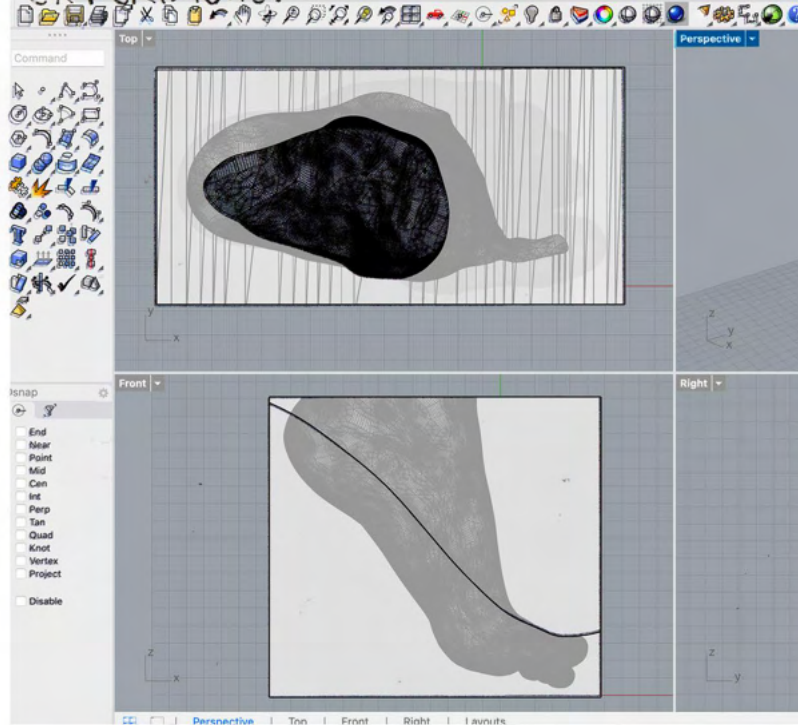 Top
Perspective
Command
y
x
z
y
x
Front
Right
Osnap
End
Near
Point
Mid
Cen
Int
Perp
Tan
Quad
Knot
Vertex
Project
Disable
z
x
z
y
Perspective | Top | Front | Right | Layouts